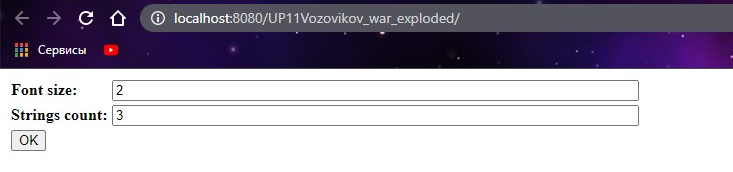 localhost:8080/UP11Vozovikov_war_exploded/
Сервисы
Font size: 2
Strings count: 3
OK